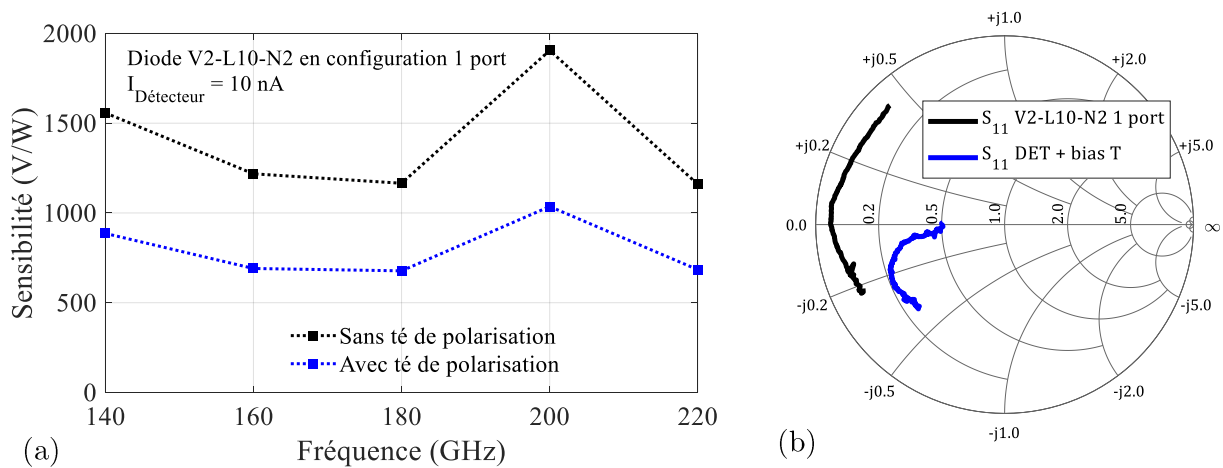 Sensibilité (V/W)
2000
1500
1000
500
0
Diode V2-L10-N2 en configuration 1 port
I_Détecteur = 10 nA
Sans té de polarisation
Avec té de polarisation
140 160 180 200 220
Fréquence (GHz)
(a)
+j1.0
+j0.5 +j2.0
S11 V2-L10-N2 1 port
S11 DET + bias T
+j0.2 +j5.0
0.0 0.2 0.5 1.0 2.0 5.0 ∞
-j0.2 -j5.0
-j0.5 -j2.0
-j1.0
(b)